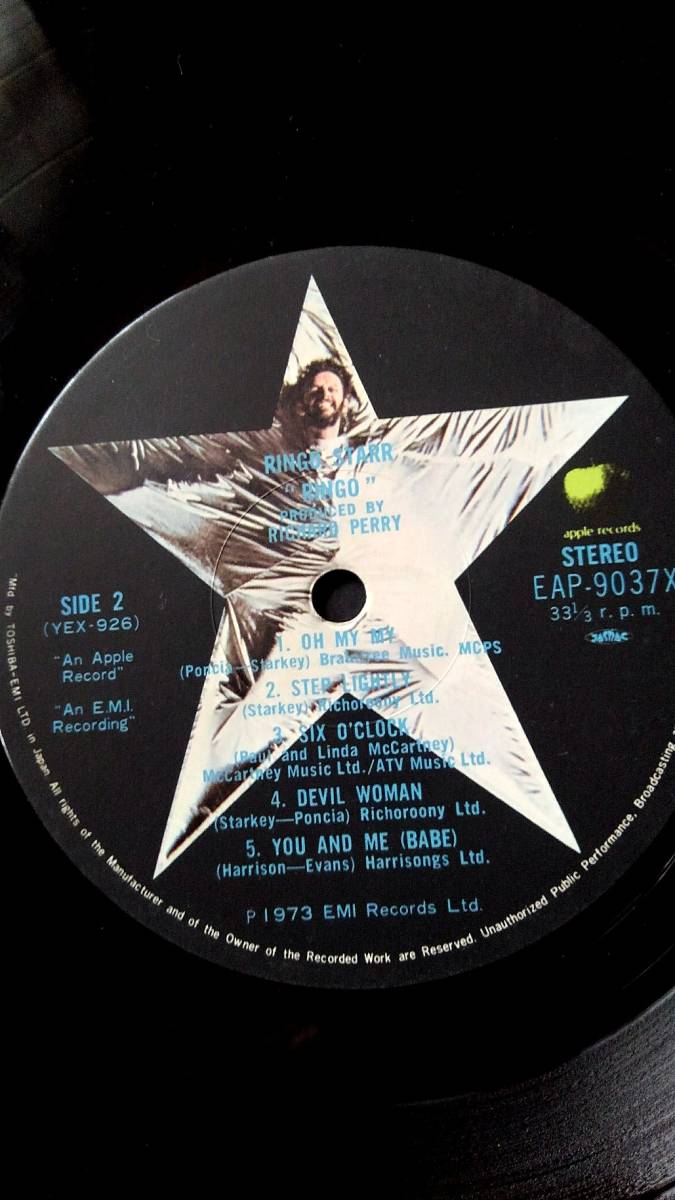 RINGO STARR
"RINGO"
PRODUCED BY
RICHARD PERRY
apple records
STEREO
EAP-9037X
33⅓ r. p. m.
SIDE 2
(YEX-926)
"An Apple
Record"
"An E.M.I.
Recording"
1. OH MY MY
(Poncia—Starkey) Braintree Music. MCPS
2. STEP LIGHTLY
(Starkey) Richoroony Ltd.
3. SIX O'CLOCK
(Paul and Linda McCartney)
McCartney Music Ltd./ATV Music Ltd.
4. DEVIL WOMAN
(Starkey—Poncia) Richoroony Ltd.
5. YOU AND ME (BABE)
(Harrison—Evans) Harrisongs Ltd.
P 1973 EMI Records Ltd.
Mfd by TOSHIBA-EMI LTD. in Japan All rights of the Manufacturer and of the Owner of the Recorded Work are Reserved. Unauthorized Public Performance. Broadcasting